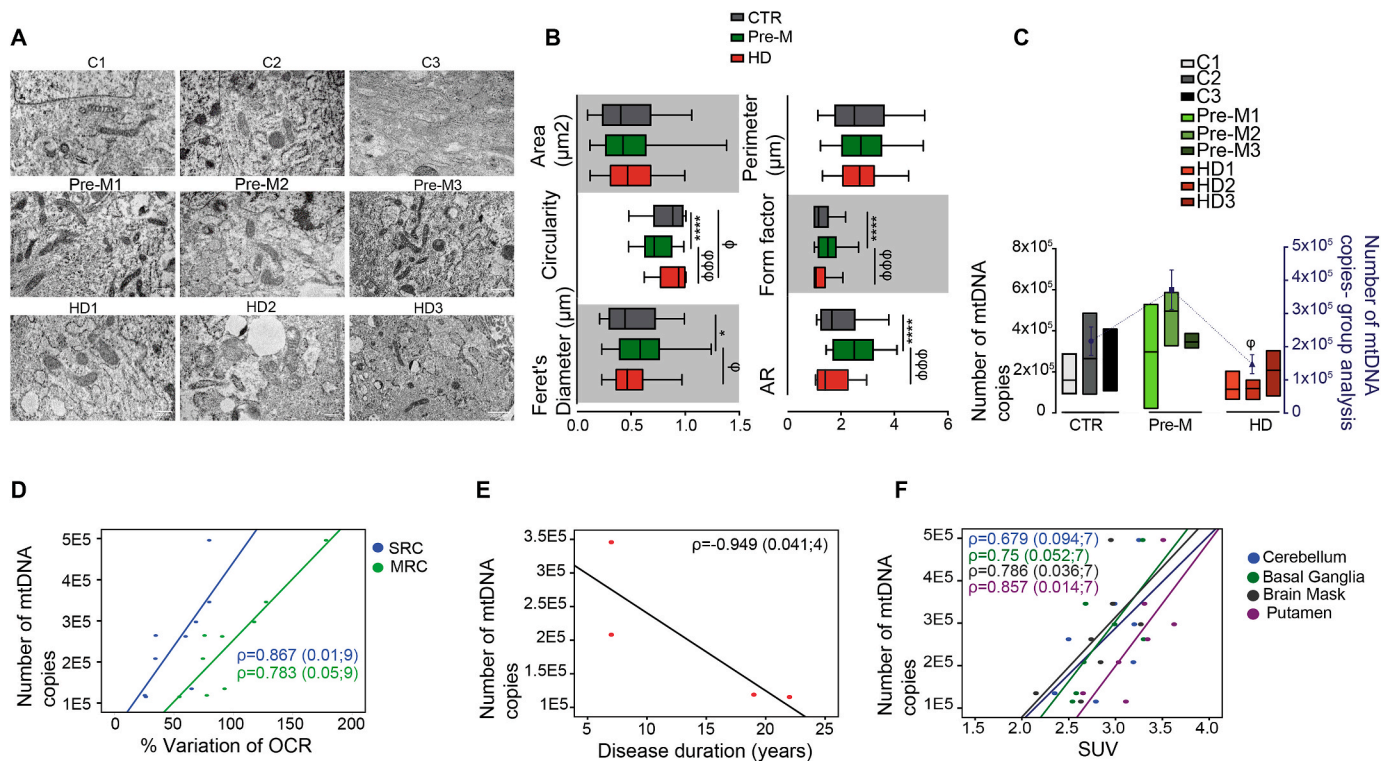 A
C1
C2
C3
Pre-M1
Pre-M2
Pre-M3
HD1
HD2
HD3
B
CTR
Pre-M
HD
Area
(µm2)
Circularity
Feret's
Diameter (µm)
****
φφφ
φ
*
φ
0
0.5
1.0
1.5
Perimeter
(µm)
Form factor
AR
****
φφφ
****
φφφ
0
2
4
6
C
C1
C2
C3
Pre-M1
Pre-M2
Pre-M3
HD1
HD2
HD3
Number of mtDNA
copies
8x10⁵
6x10⁵
4x10⁵
2x10⁵
0
φ
CTR
Pre-M
HD
5x10⁵
4x10⁵
3x10⁵
2x10⁵
1x10⁵
0
Number of mtDNA
copies- group analysis
D
Number of mtDNA
copies
5E5
4E5
3E5
2E5
1E5
SRC
MRC
ρ=0.867 (0.01;9)
ρ=0.783 (0.05;9)
0
50
100
150
200
% Variation of OCR
E
Number of mtDNA
copies
3.5E5
3E5
2.5E5
2E5
1.5E5
1E5
ρ=-0.949 (0.041;4)
5
10
15
20
25
Disease duration (years)
F
Number of mtDNA
copies
5E5
4E5
3E5
2E5
1E5
ρ=0.679 (0.094;7)
ρ=0.75 (0.052;7)
ρ=0.786 (0.036;7)
ρ=0.857 (0.014;7)
1.5
2.0
2.5
3.0
3.5
4.0
SUV
Cerebellum
Basal Ganglia
Brain Mask
Putamen